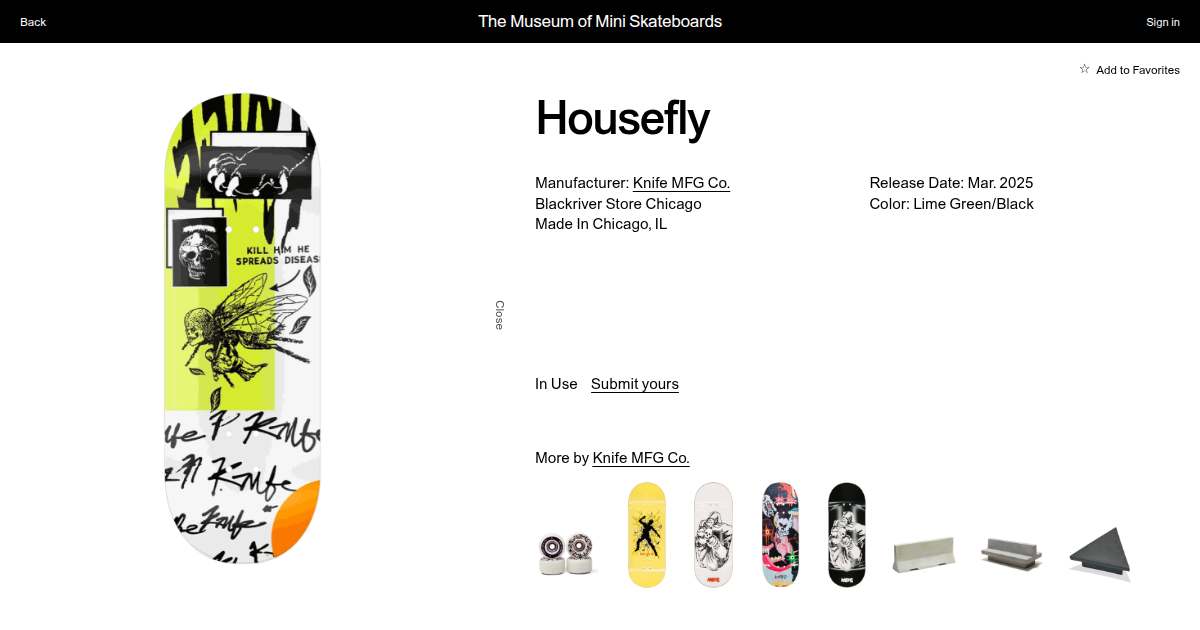 Back
The Museum of Mini Skateboards
Sign in
☆ Add to Favorites
Housefly
Manufacturer: Knife MFG Co.
Blackriver Store Chicago
Made In Chicago, IL
Release Date: Mar. 2025
Color: Lime Green/Black
KILL HIM HE
SPREADS DISEAS
Close
In Use Submit yours
More by Knife MFG Co.